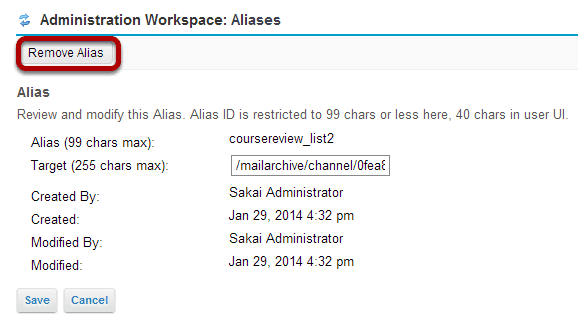 Administration Workspace: Aliases
Remove Alias
Alias
Review and modify this Alias. Alias ID is restricted to 99 chars or less here, 40 chars in user UI.
Alias (99 chars max): coursereview_list2
Target (255 chars max): /mailarchive/channel/0fea8
Created By: Sakai Administrator
Created: Jan 29, 2014 4:32 pm
Modified By: Sakai Administrator
Modified: Jan 29, 2014 4:32 pm
Save Cancel